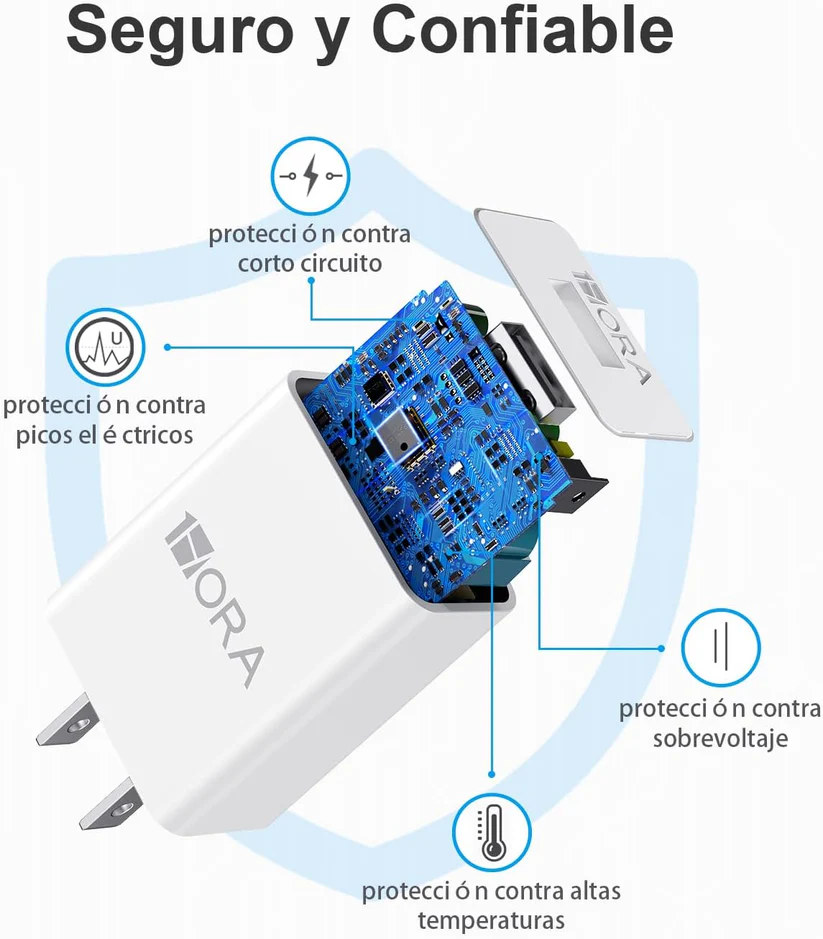 Seguro y Confiable
protecci ó n contra
corto circuito
U
protecci ó n contra
picos el é ctricos
1HORA
1HORA
protecci ó n contra
sobrevoltaje
protecci ó n contra altas
temperaturas